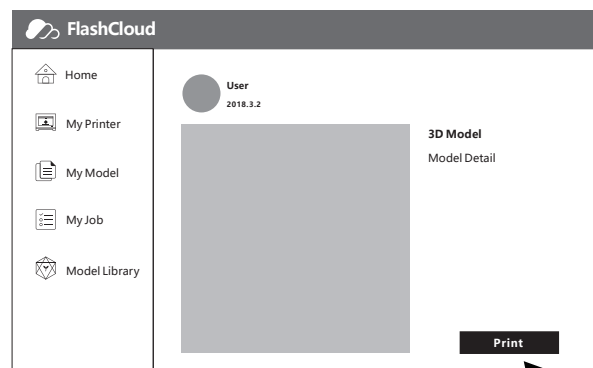 FlashCloud
Home
My Printer
My Model
My Job
Model Library
User
2018.3.2
3D Model
Model Detail
Print